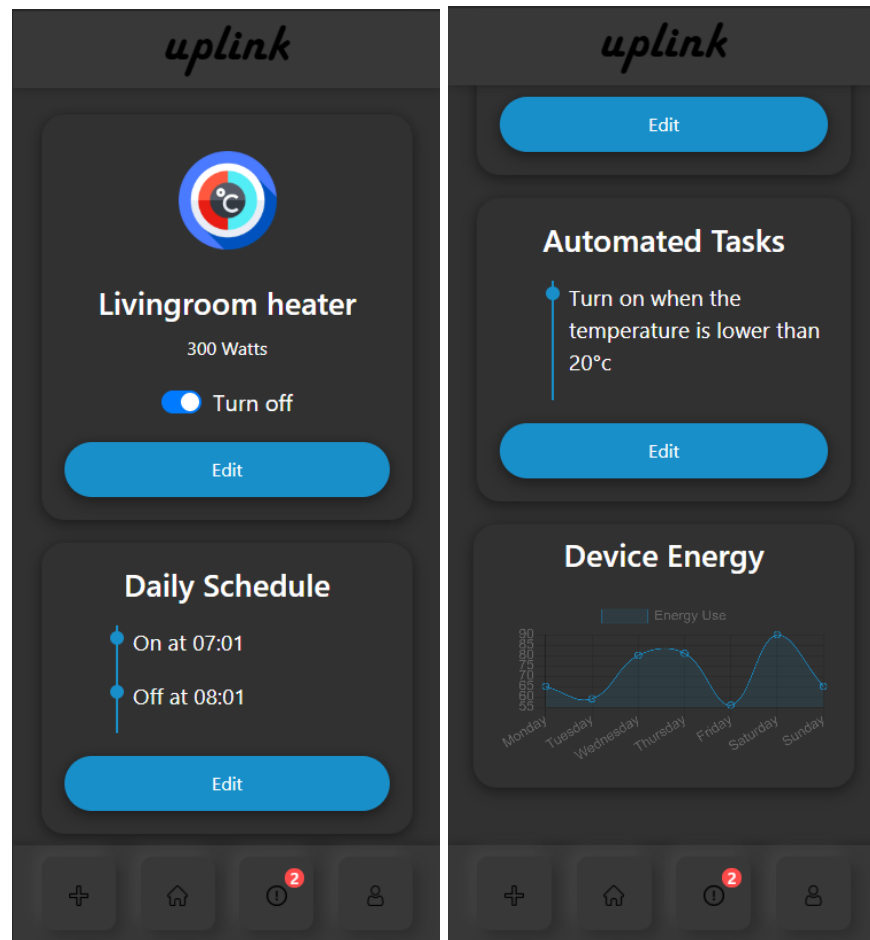 uplink
°C
Livingroom heater
300 Watts
Turn off
Edit
Daily Schedule
On at 07:01
Off at 08:01
Edit
2
uplink
Edit
Automated Tasks
Turn on when the
temperature is lower than
20°c
Edit
Device Energy
Energy Use
90
85
80
75
70
65
60
55
Monday
Tuesday
Wednesday
Thursday
Friday
Saturday
Sunday
2